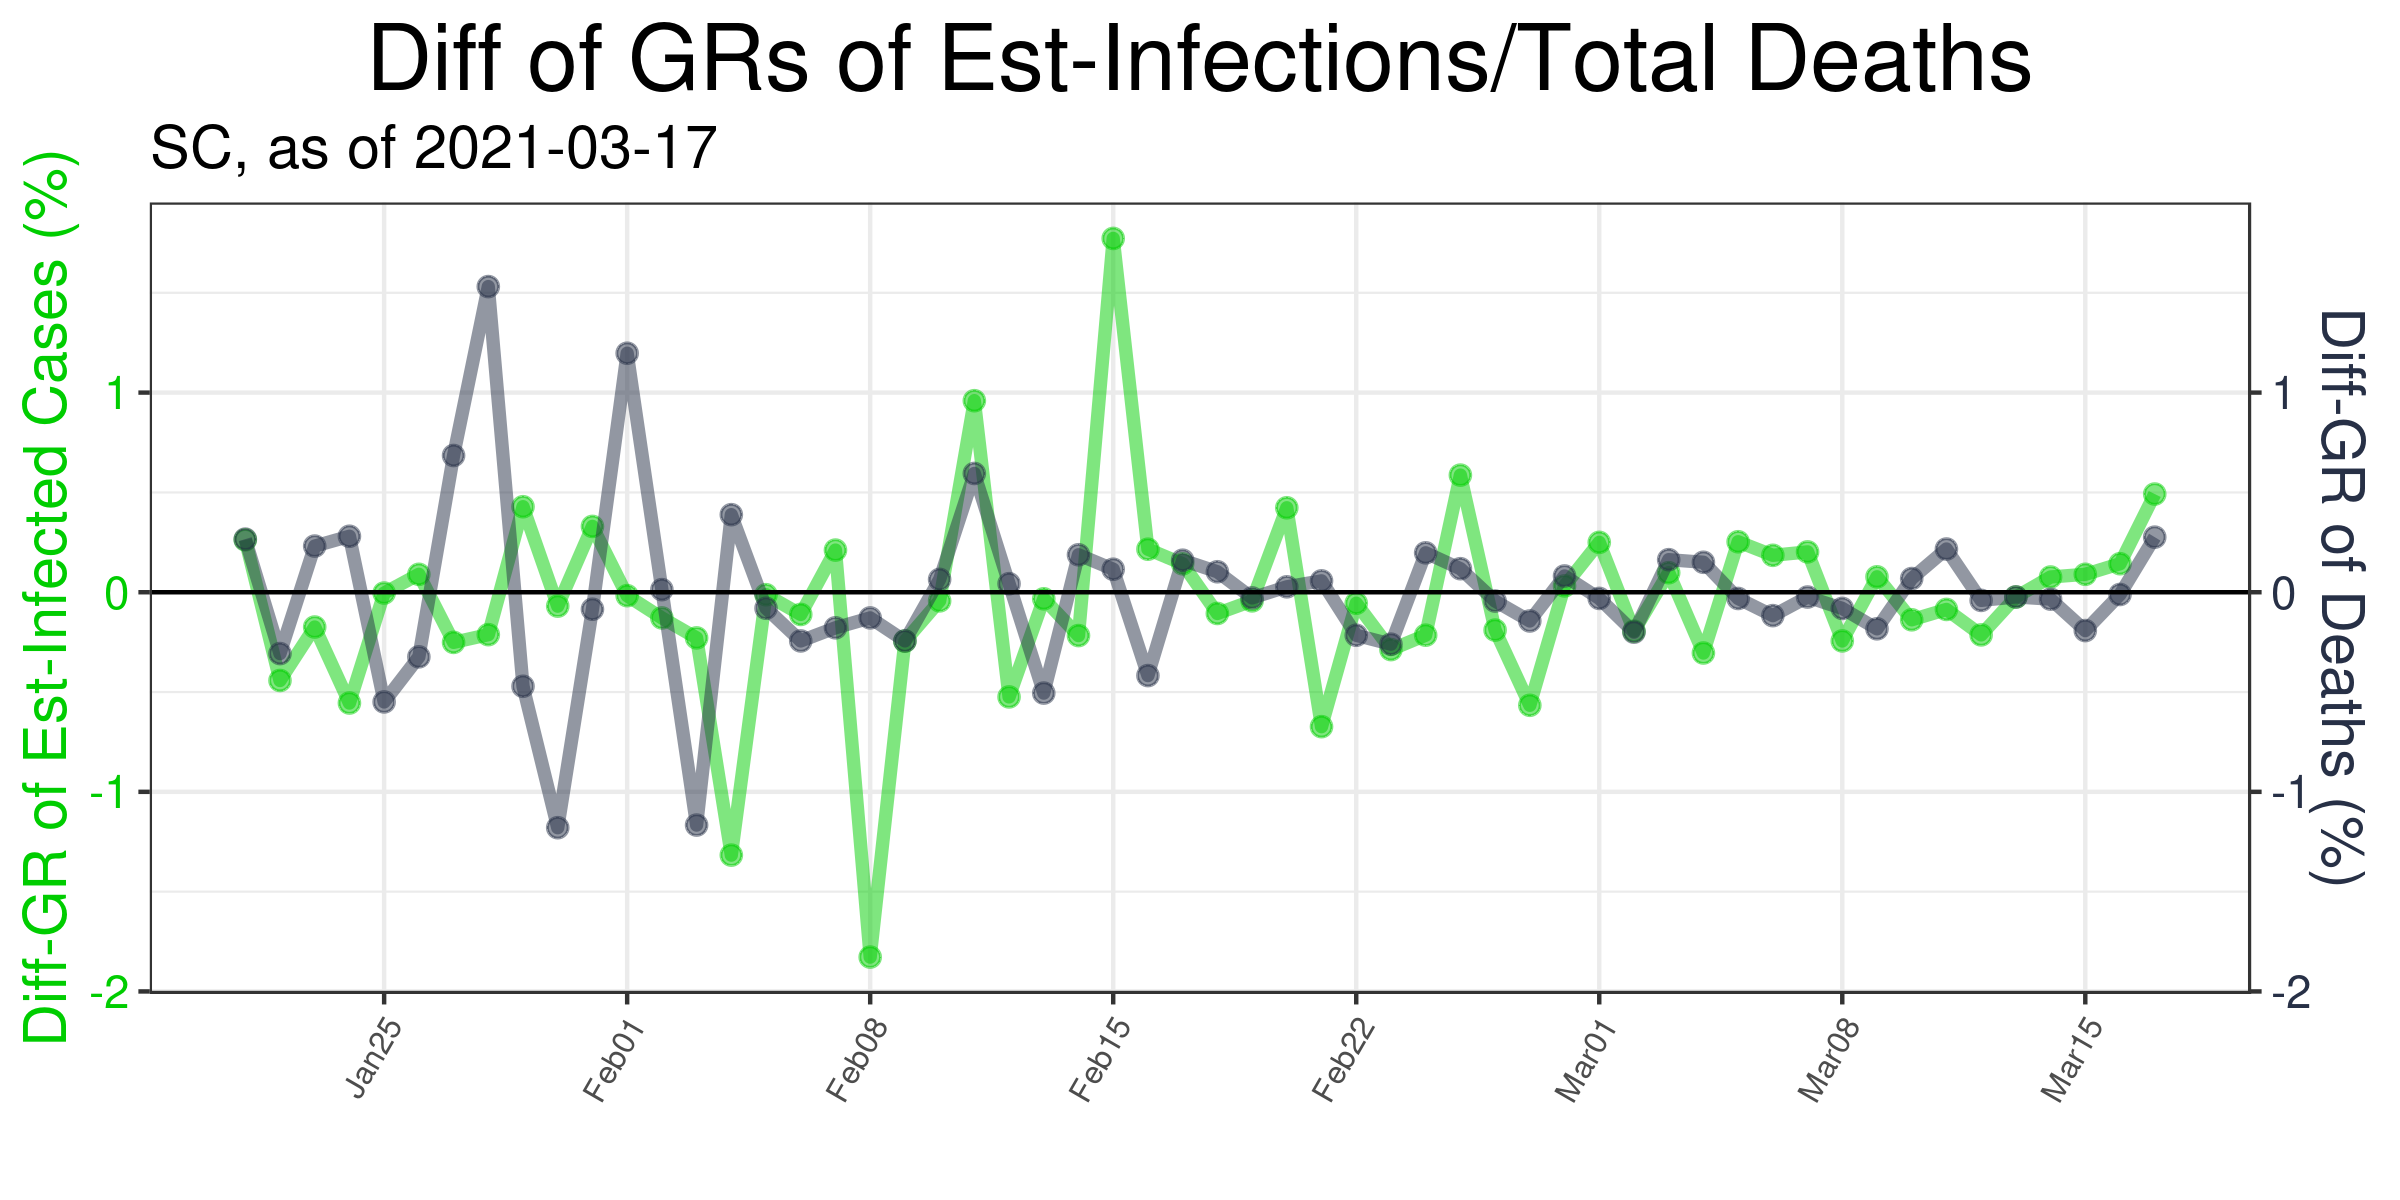 Diff of GRs of Est-Infections/Total Deaths
SC, as of 2021-03-17
Diff-GR of Est-Infected Cases (%)
1
0
-1
-2
1
0
-1
-2
Diff-GR of Deaths (%)
Jan25
Feb01
Feb08
Feb15
Feb22
Mar01
Mar08
Mar15